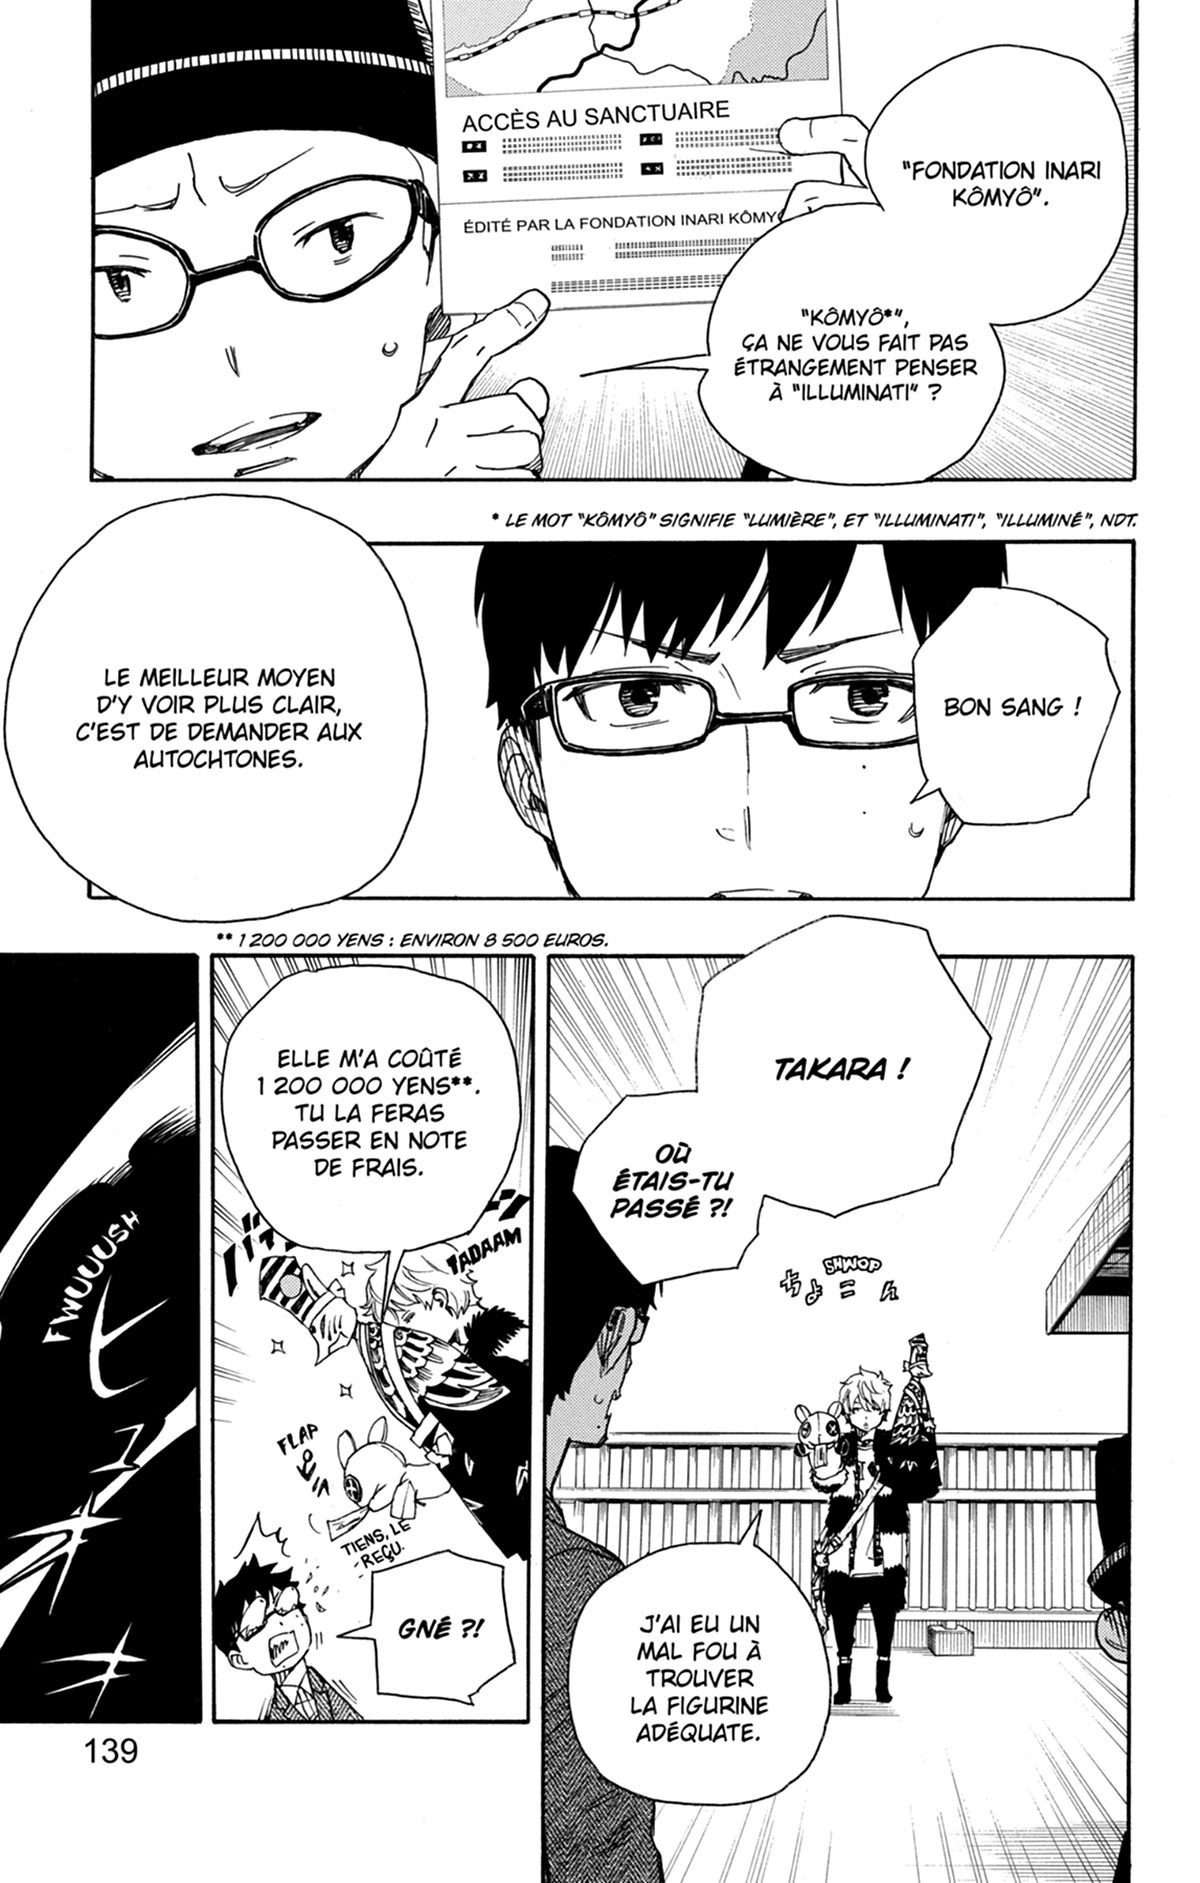 ACCÈS AU SANCTUAIRE
ÉDITÉ PAR LA FONDATION INARI KÔMYÔ
"FONDATION INARI
KÔMYÔ".
"KÔMYÔ*",
ÇA NE VOUS FAIT PAS
ÉTRANGEMENT PENSER
À "ILLUMINATI" ?
* LE MOT "KÔMYÔ" SIGNIFIE "LUMIÈRE", ET "ILLUMINATI", "ILLUMINÉ", NDT.
BON SANG !
LE MEILLEUR MOYEN
D'Y VOIR PLUS CLAIR,
C'EST DE DEMANDER AUX
AUTOCHTONES.
** 1 200 000 YENS : ENVIRON 8 500 EUROS.
TAKARA !
OÙ
ÉTAIS-TU
PASSÉ ?!
SHWOP
ちょこん
J'AI EU UN
MAL FOU À
TROUVER
LA FIGURINE
ADÉQUATE.
ELLE M'A COÛTÉ
1 200 000 YENS**.
TU LA FERAS
PASSER EN NOTE
DE FRAIS.
TADAAM
FLAP
TIENS, LE
REÇU.
GNÉ ?!
FWUUUSH
139